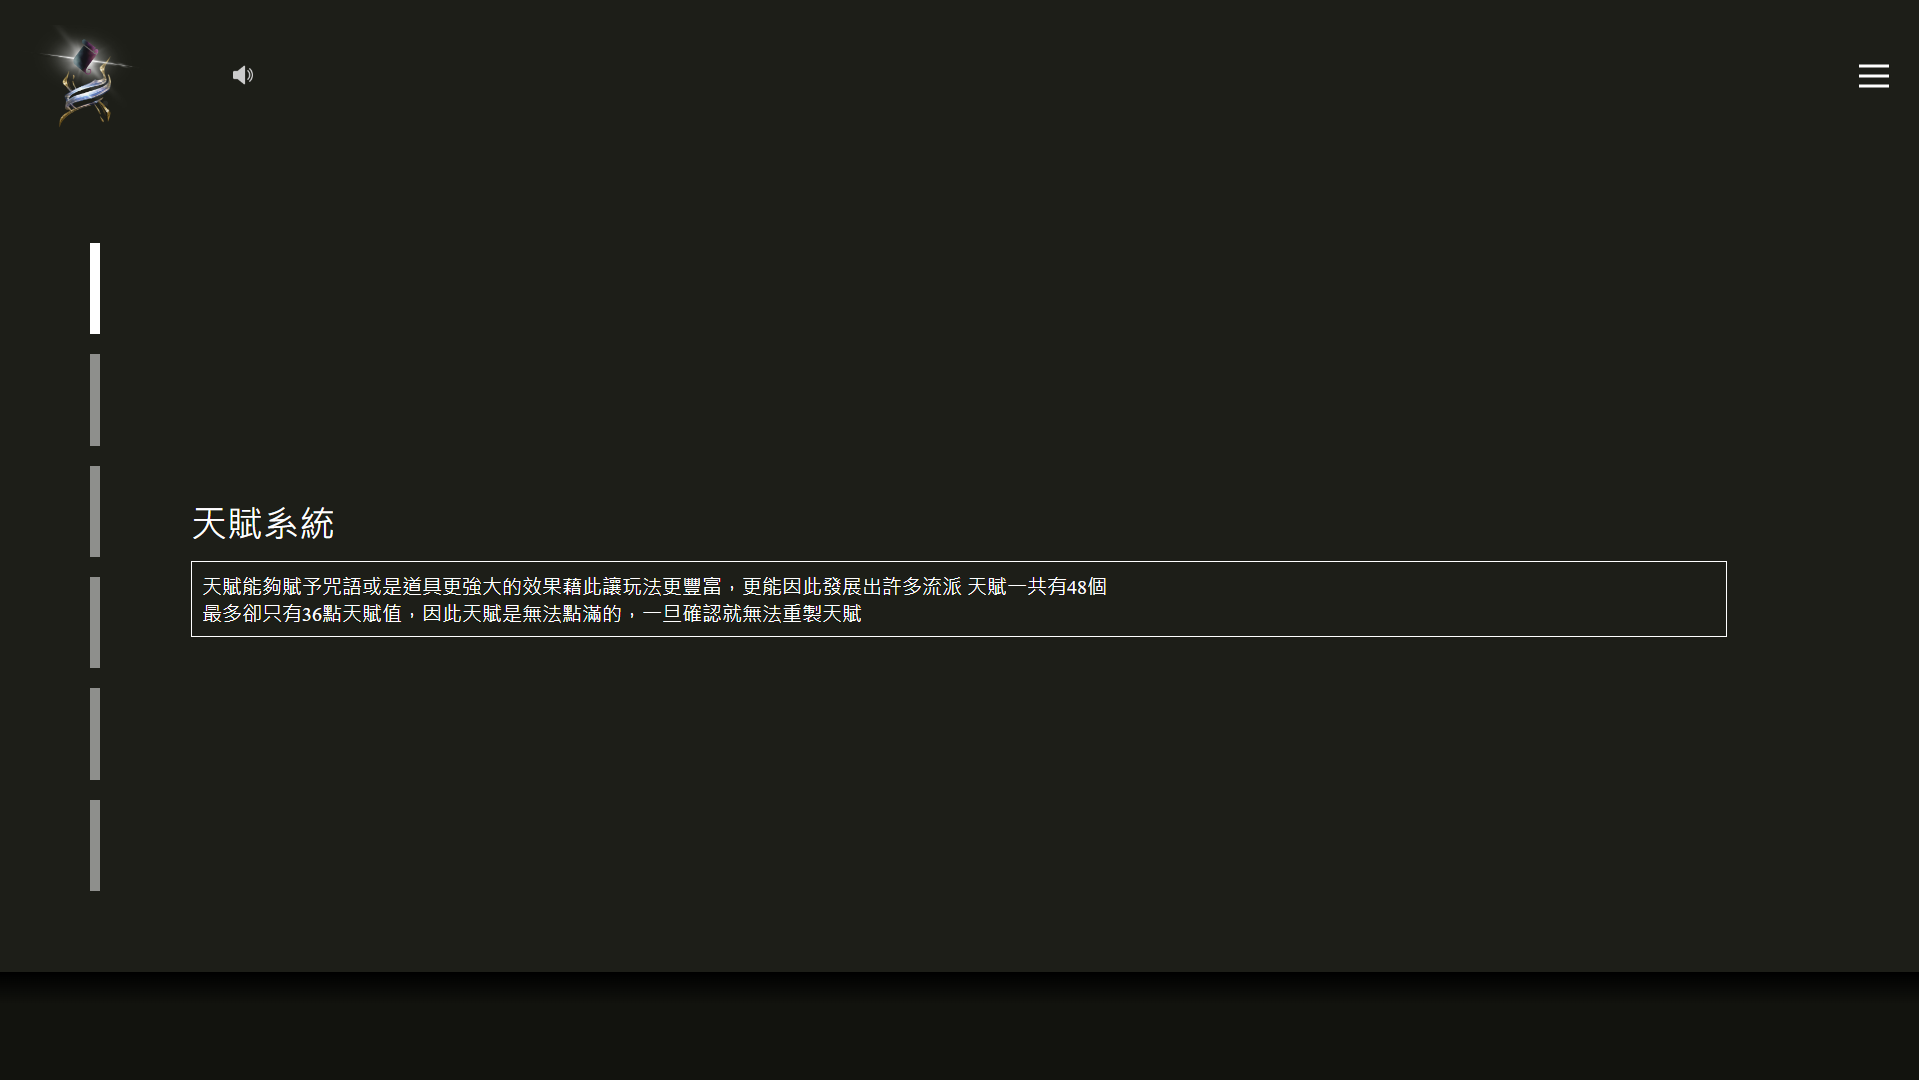 天賦系統
天賦能夠賦予咒語或是道具更強大的效果藉此讓玩法更豐富，更能因此發展出許多流派 天賦一共有48個
最多卻只有36點天賦值，因此天賦是無法點滿的，一旦確認就無法重製天賦